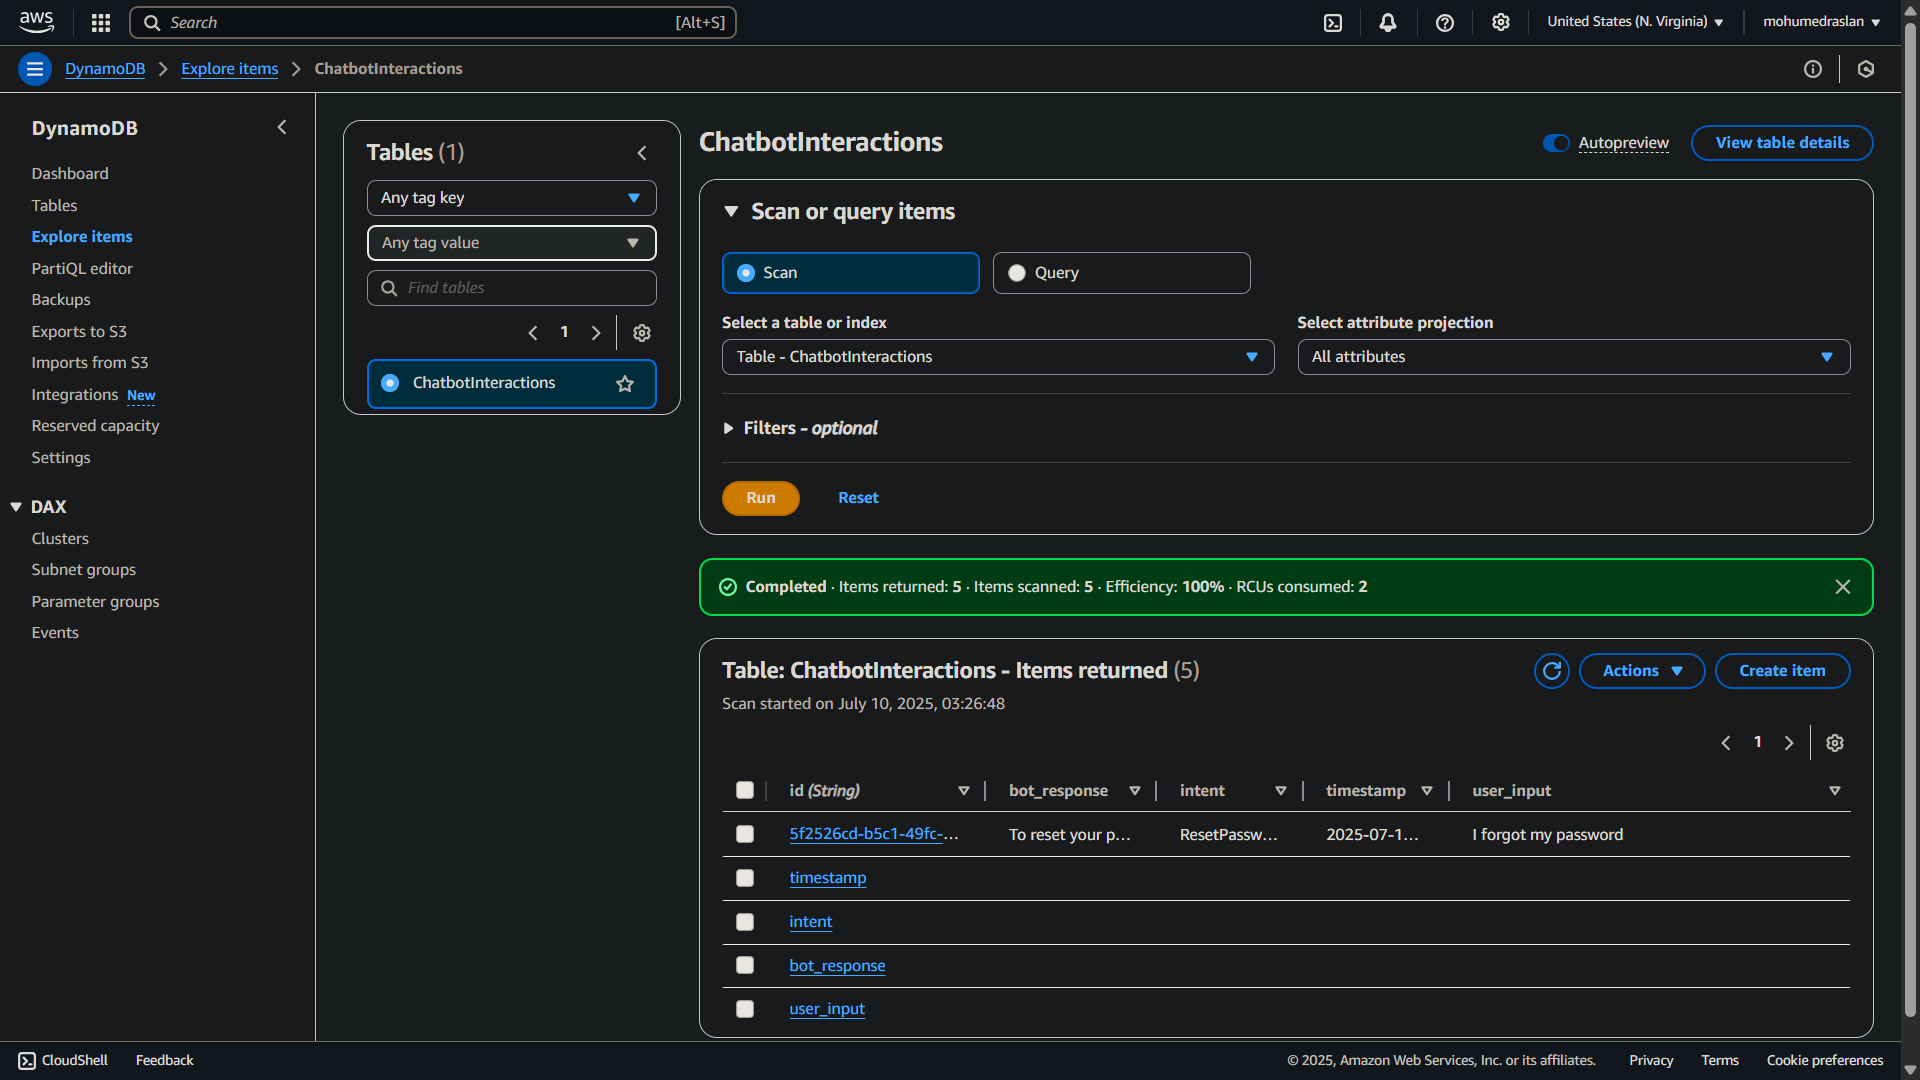 aws
Search [Alt+S]
United States (N. Virginia)
mohumedraslan
DynamoDB
Explore items
ChatbotInteractions
DynamoDB
Dashboard
Tables
Explore items
PartiQL editor
Backups
Exports to S3
Imports from S3
Integrations New
Reserved capacity
Settings
DAX
Clusters
Subnet groups
Parameter groups
Events
Tables (1)
Any tag key
Any tag value
Find tables
1
ChatbotInteractions
ChatbotInteractions
Autopreview
View table details
Scan or query items
Scan
Query
Select a table or index
Table - ChatbotInteractions
Select attribute projection
All attributes
Filters - optional
Run
Reset
Completed · Items returned: 5 · Items scanned: 5 · Efficiency: 100% · RCUs consumed: 2
Table: ChatbotInteractions - Items returned (5)
Scan started on July 10, 2025, 03:26:48
Actions
Create item
1
id (String) bot_response intent timestamp user_input
5f2526cd-b5c1-49fc-... To reset your p... ResetPassw... 2025-07-1... I forgot my password
timestamp
intent
bot_response
user_input
CloudShell
Feedback
© 2025, Amazon Web Services, Inc. or its affiliates.
Privacy
Terms
Cookie preferences